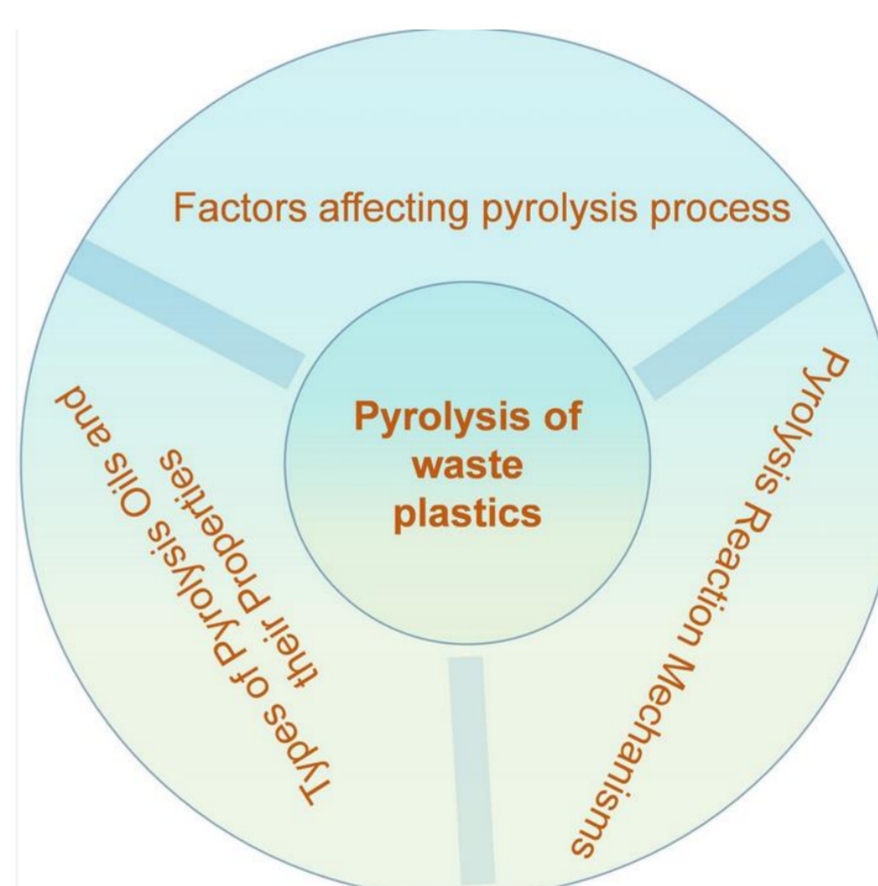 Factors affecting pyrolysis process
Pyrolysis of
waste
plastics
Pyrolysis Reaction Mechanisms
Types of Pyrolysis Oils and
their Properties